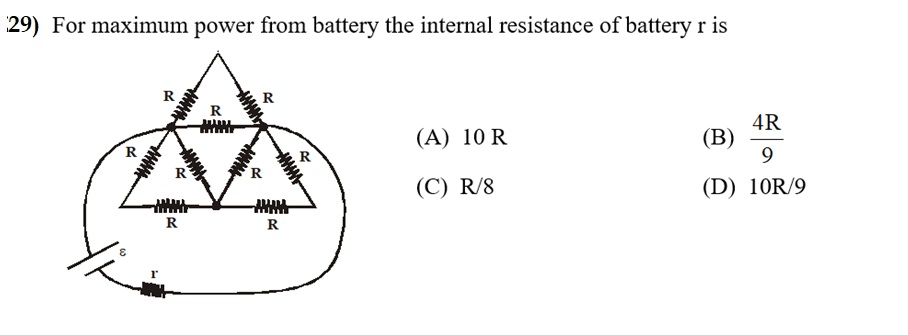 29) For maximum power from battery the internal resistance of battery r is
R
R
R
R
R
R
R
R
R
ε
r
(A) 10 R
(B) 4R/9
(C) R/8
(D) 10R/9